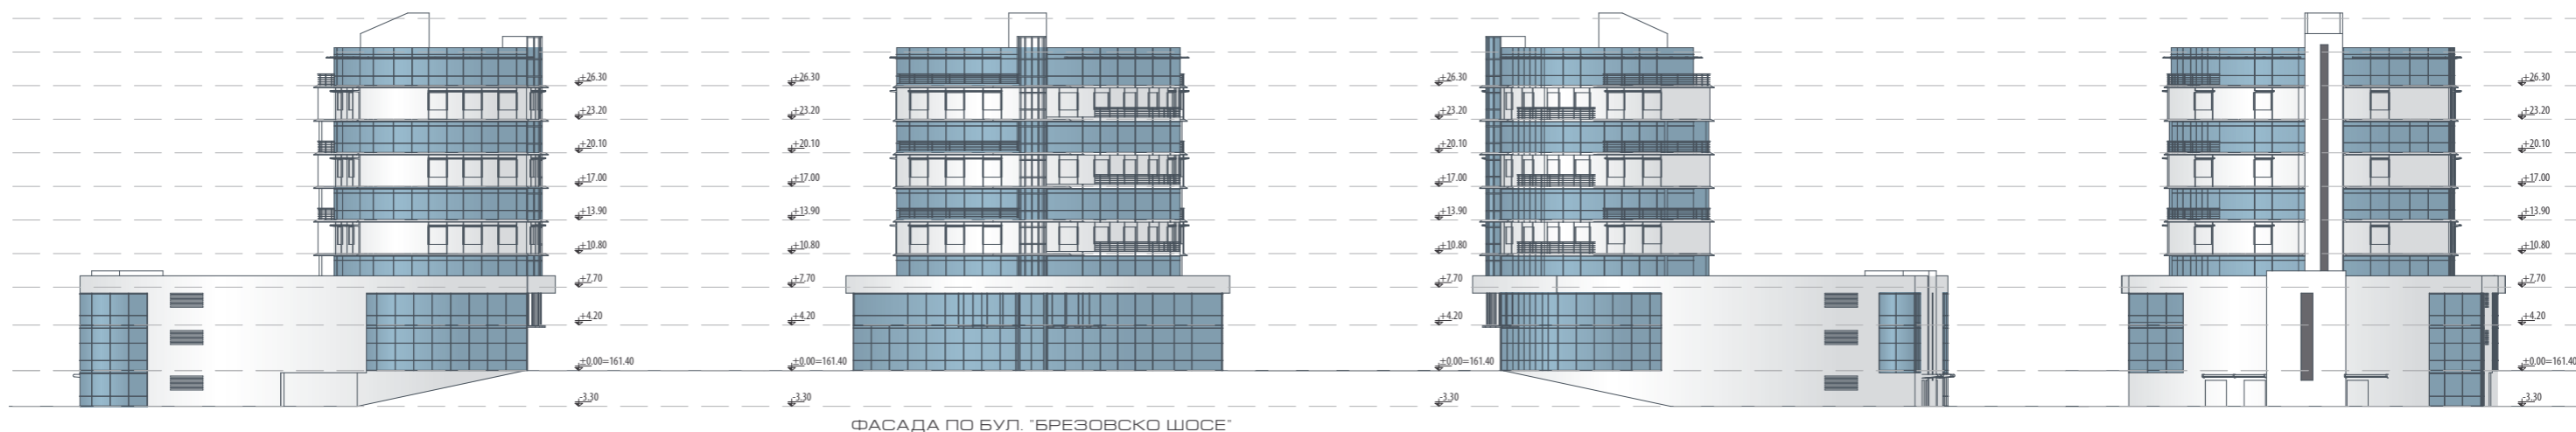 +26.30 +26.30 +26.30 +26.30
+23.20 +23.20 +23.20 +23.20
+20.10 +20.10 +20.10 +20.10
+17.00 +17.00 +17.00 +17.00
+13.90 +13.90 +13.90 +13.90
+10.80 +10.80 +10.80 +10.80
+7.70 +7.70 +7.70 +7.70
+4.20 +4.20 +4.20 +4.20
±0.00=161.40 ±0.00=161.40 ±0.00=161.40 ±0.00=161.40
-3.30 -3.30 -3.30 -3.30
ФАСАДА ПО БУЛ. "БРЕЗОВСКО ШОСЕ"